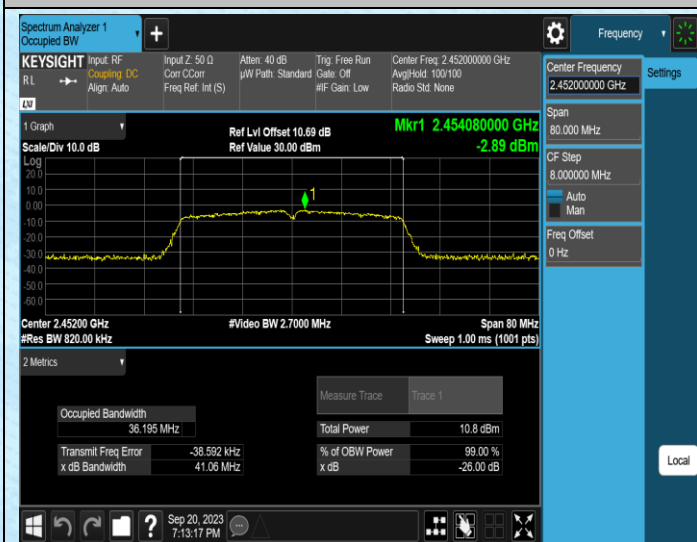 Spectrum Analyzer 1
Occupied BW
+
Frequency
KEYSIGHT
R L
LXI
Input: RF
Coupling: DC
Align: Auto
Input Z: 50 Ω
Corr CCorr
Freq Ref: Int (S)
Atten: 40 dB
µW Path: Standard
Trig: Free Run
Gate: Off
#IF Gain: Low
Center Freq: 2.452000000 GHz
Avg|Hold: 100/100
Radio Std: None
Center Frequency
2.452000000 GHz
Settings
Span
80.000 MHz
CF Step
8.000000 MHz
Auto
Man
Freq Offset
0 Hz
Local
1 Graph
Scale/Div 10.0 dB
Ref Lvl Offset 10.69 dB
Ref Value 30.00 dBm
Mkr1 2.454080000 GHz
-2.89 dBm
Log
20.0
10.0
0.00
-10.0
-20.0
-30.0
-40.0
-50.0
-60.0
1
Center 2.45200 GHz
#Video BW 2.7000 MHz
Span 80 MHz
#Res BW 820.00 kHz
Sweep 1.00 ms (1001 pts)
2 Metrics
Measure Trace Trace 1
Occupied Bandwidth
36.195 MHz
Total Power 10.8 dBm
Transmit Freq Error -38.592 kHz
% of OBW Power 99.00 %
x dB Bandwidth 41.06 MHz
x dB -26.00 dB
?
Sep 20, 2023
7:13:17 PM